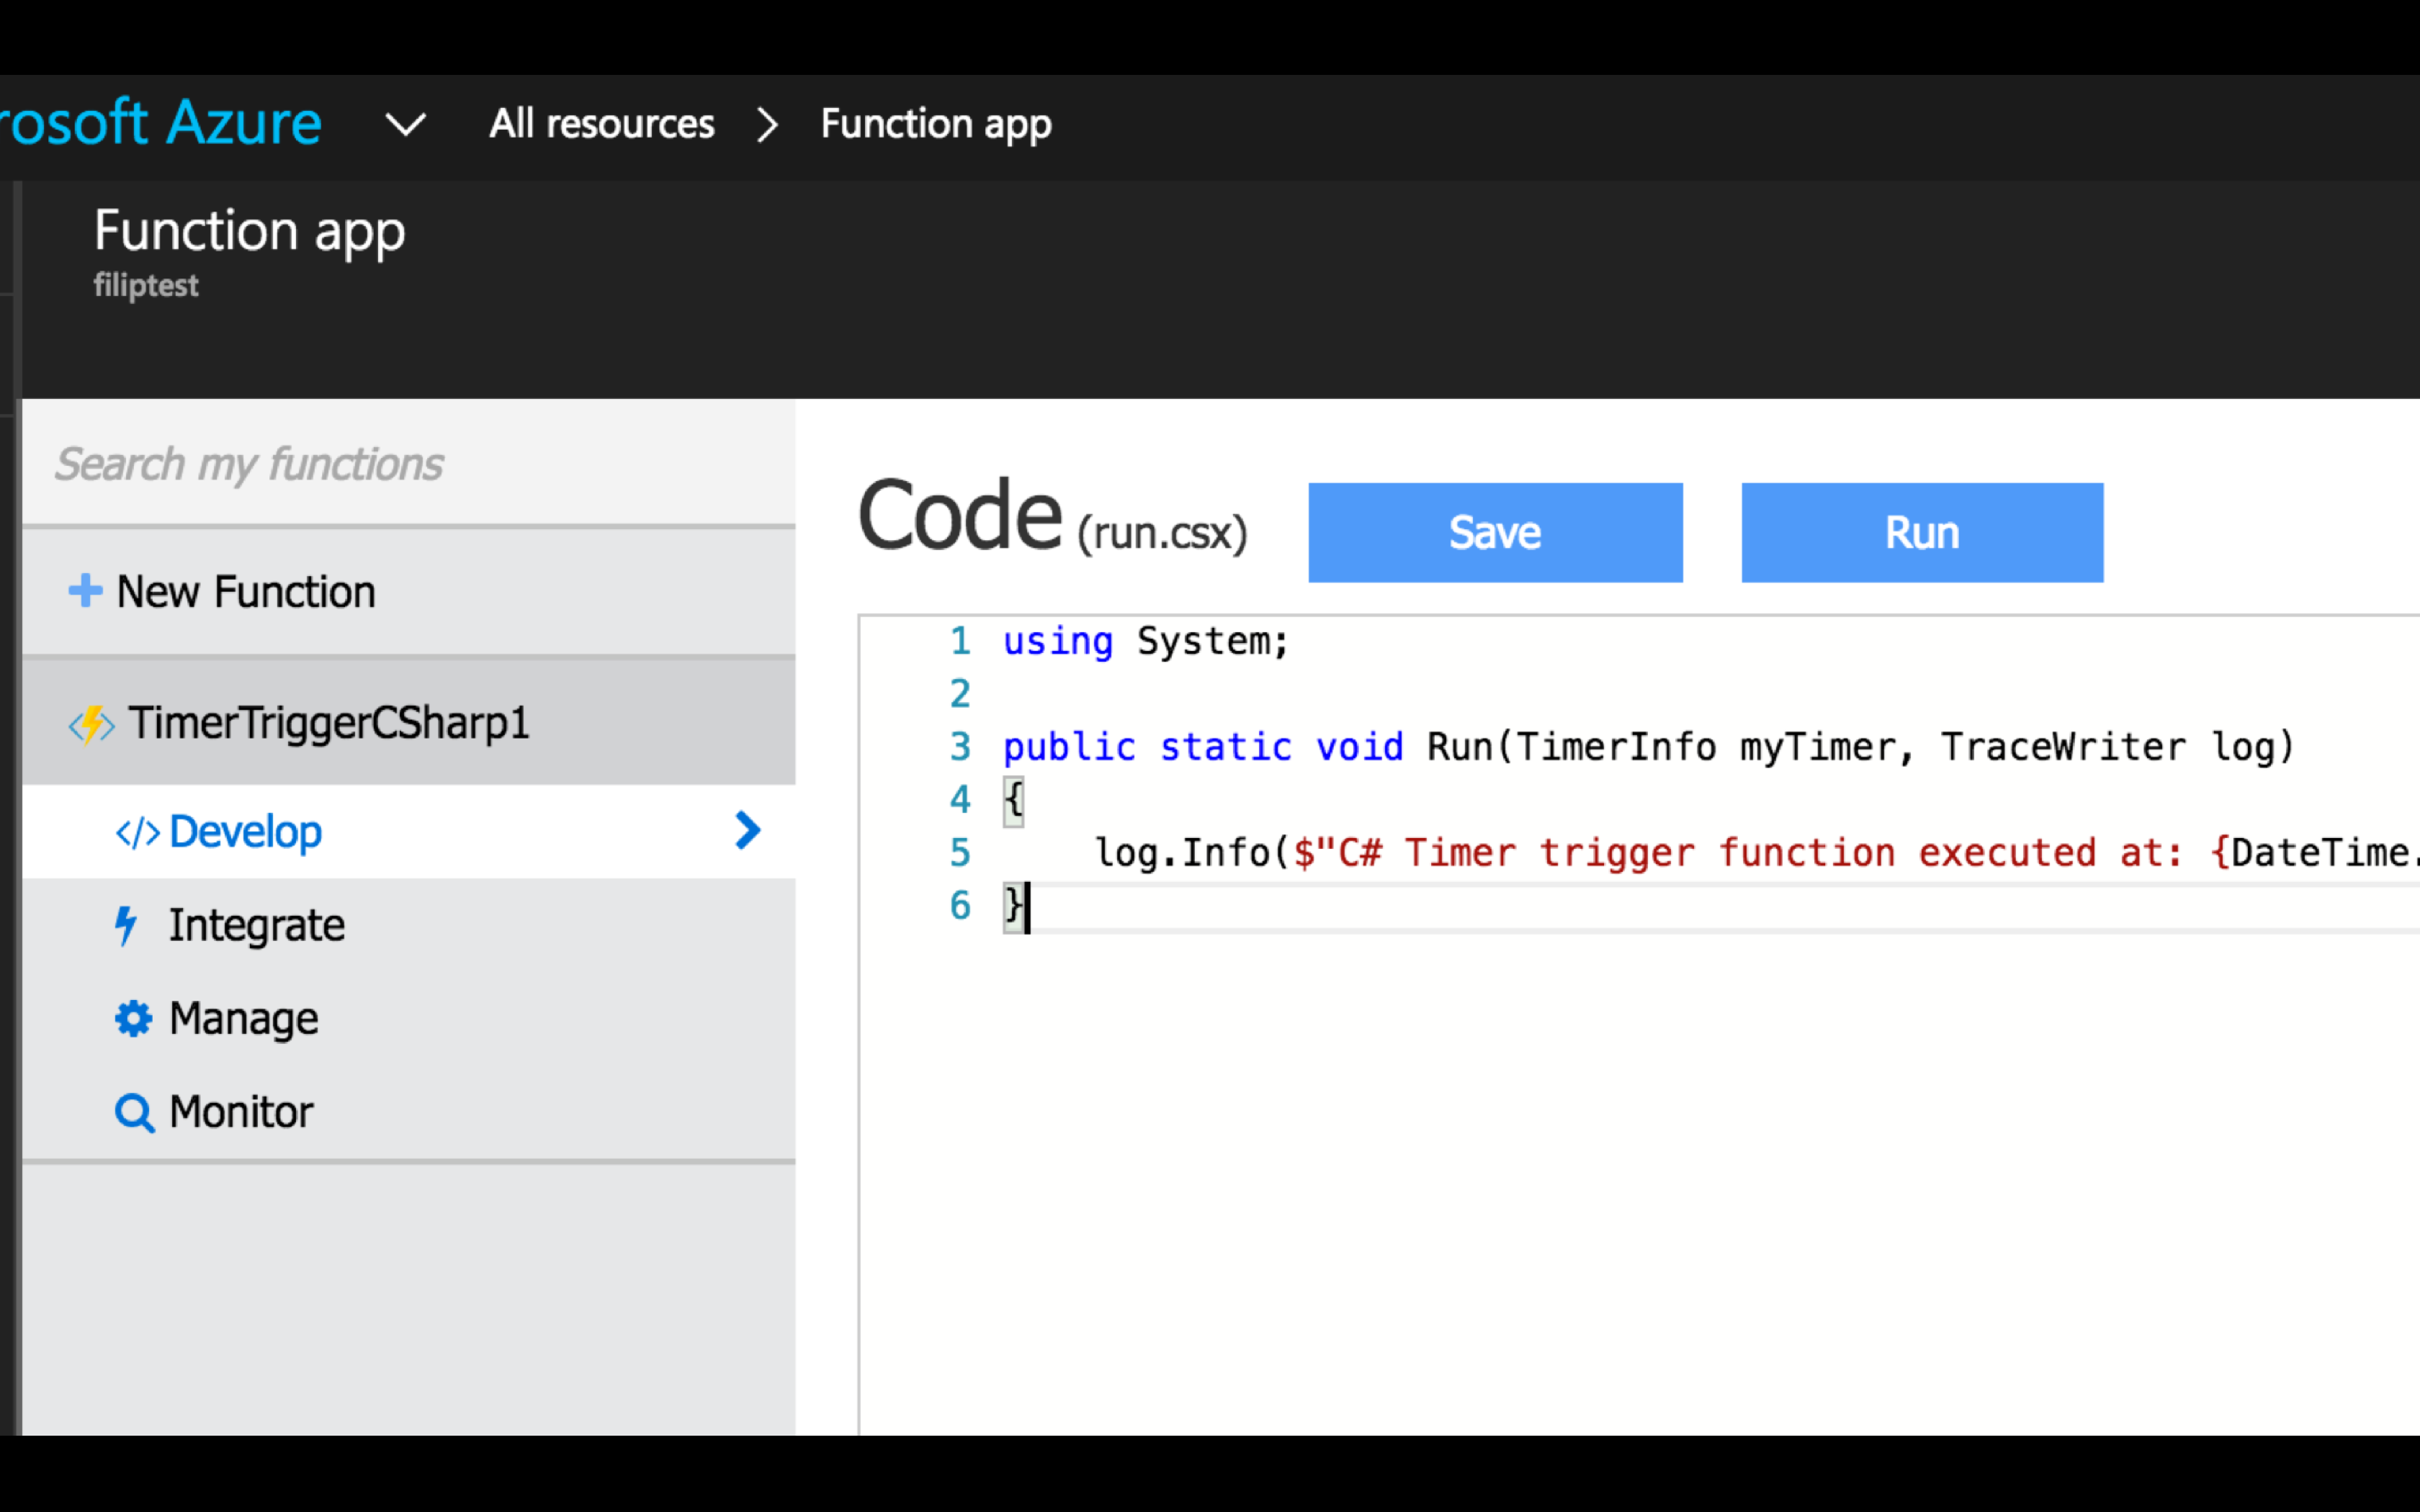 rosoft Azure All resources Function app
Function app
filiptest
Search my functions
New Function
TimerTriggerCSharp1
</> Develop
Integrate
Manage
Monitor
Code (run.csx) Save Run
1 using System;
2
3 public static void Run(TimerInfo myTimer, TraceWriter log)
4 {
5 log.Info($"C# Timer trigger function executed at: {DateTime.
6 }